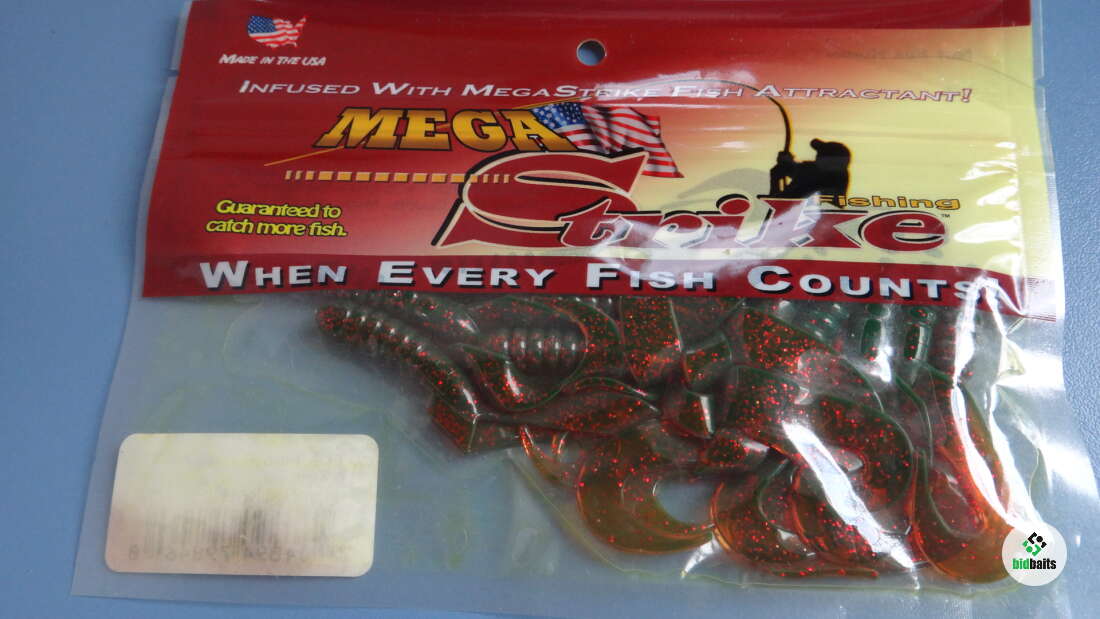 MADE IN THE USA
INFUSED WITH MEGASTRIKE FISH ATTRACTANT!
MEGA
Strike
Fishing
™
Guaranteed to
catch more fish.
WHEN EVERY FISH COUNTS!
bidbaits